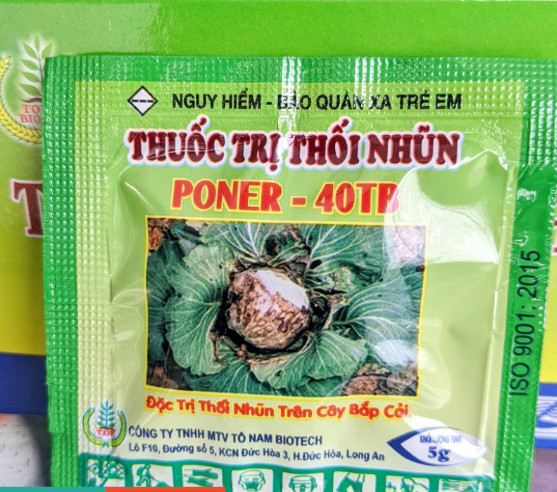 NGUY HIỂM - BẢO QUẢN XA TRẺ EM
THUỐC TRỊ THỐI NHŨN
PONER - 40TB
Đặc Trị Thối Nhũn Trên Cây Bắp Cải
CÔNG TY TNHH MTV TÔ NAM BIOTECH
Lô F10, Đường số 5, KCN Đức Hòa 3, H.Đức Hòa, Long An
5g
ISO 9001: 2015